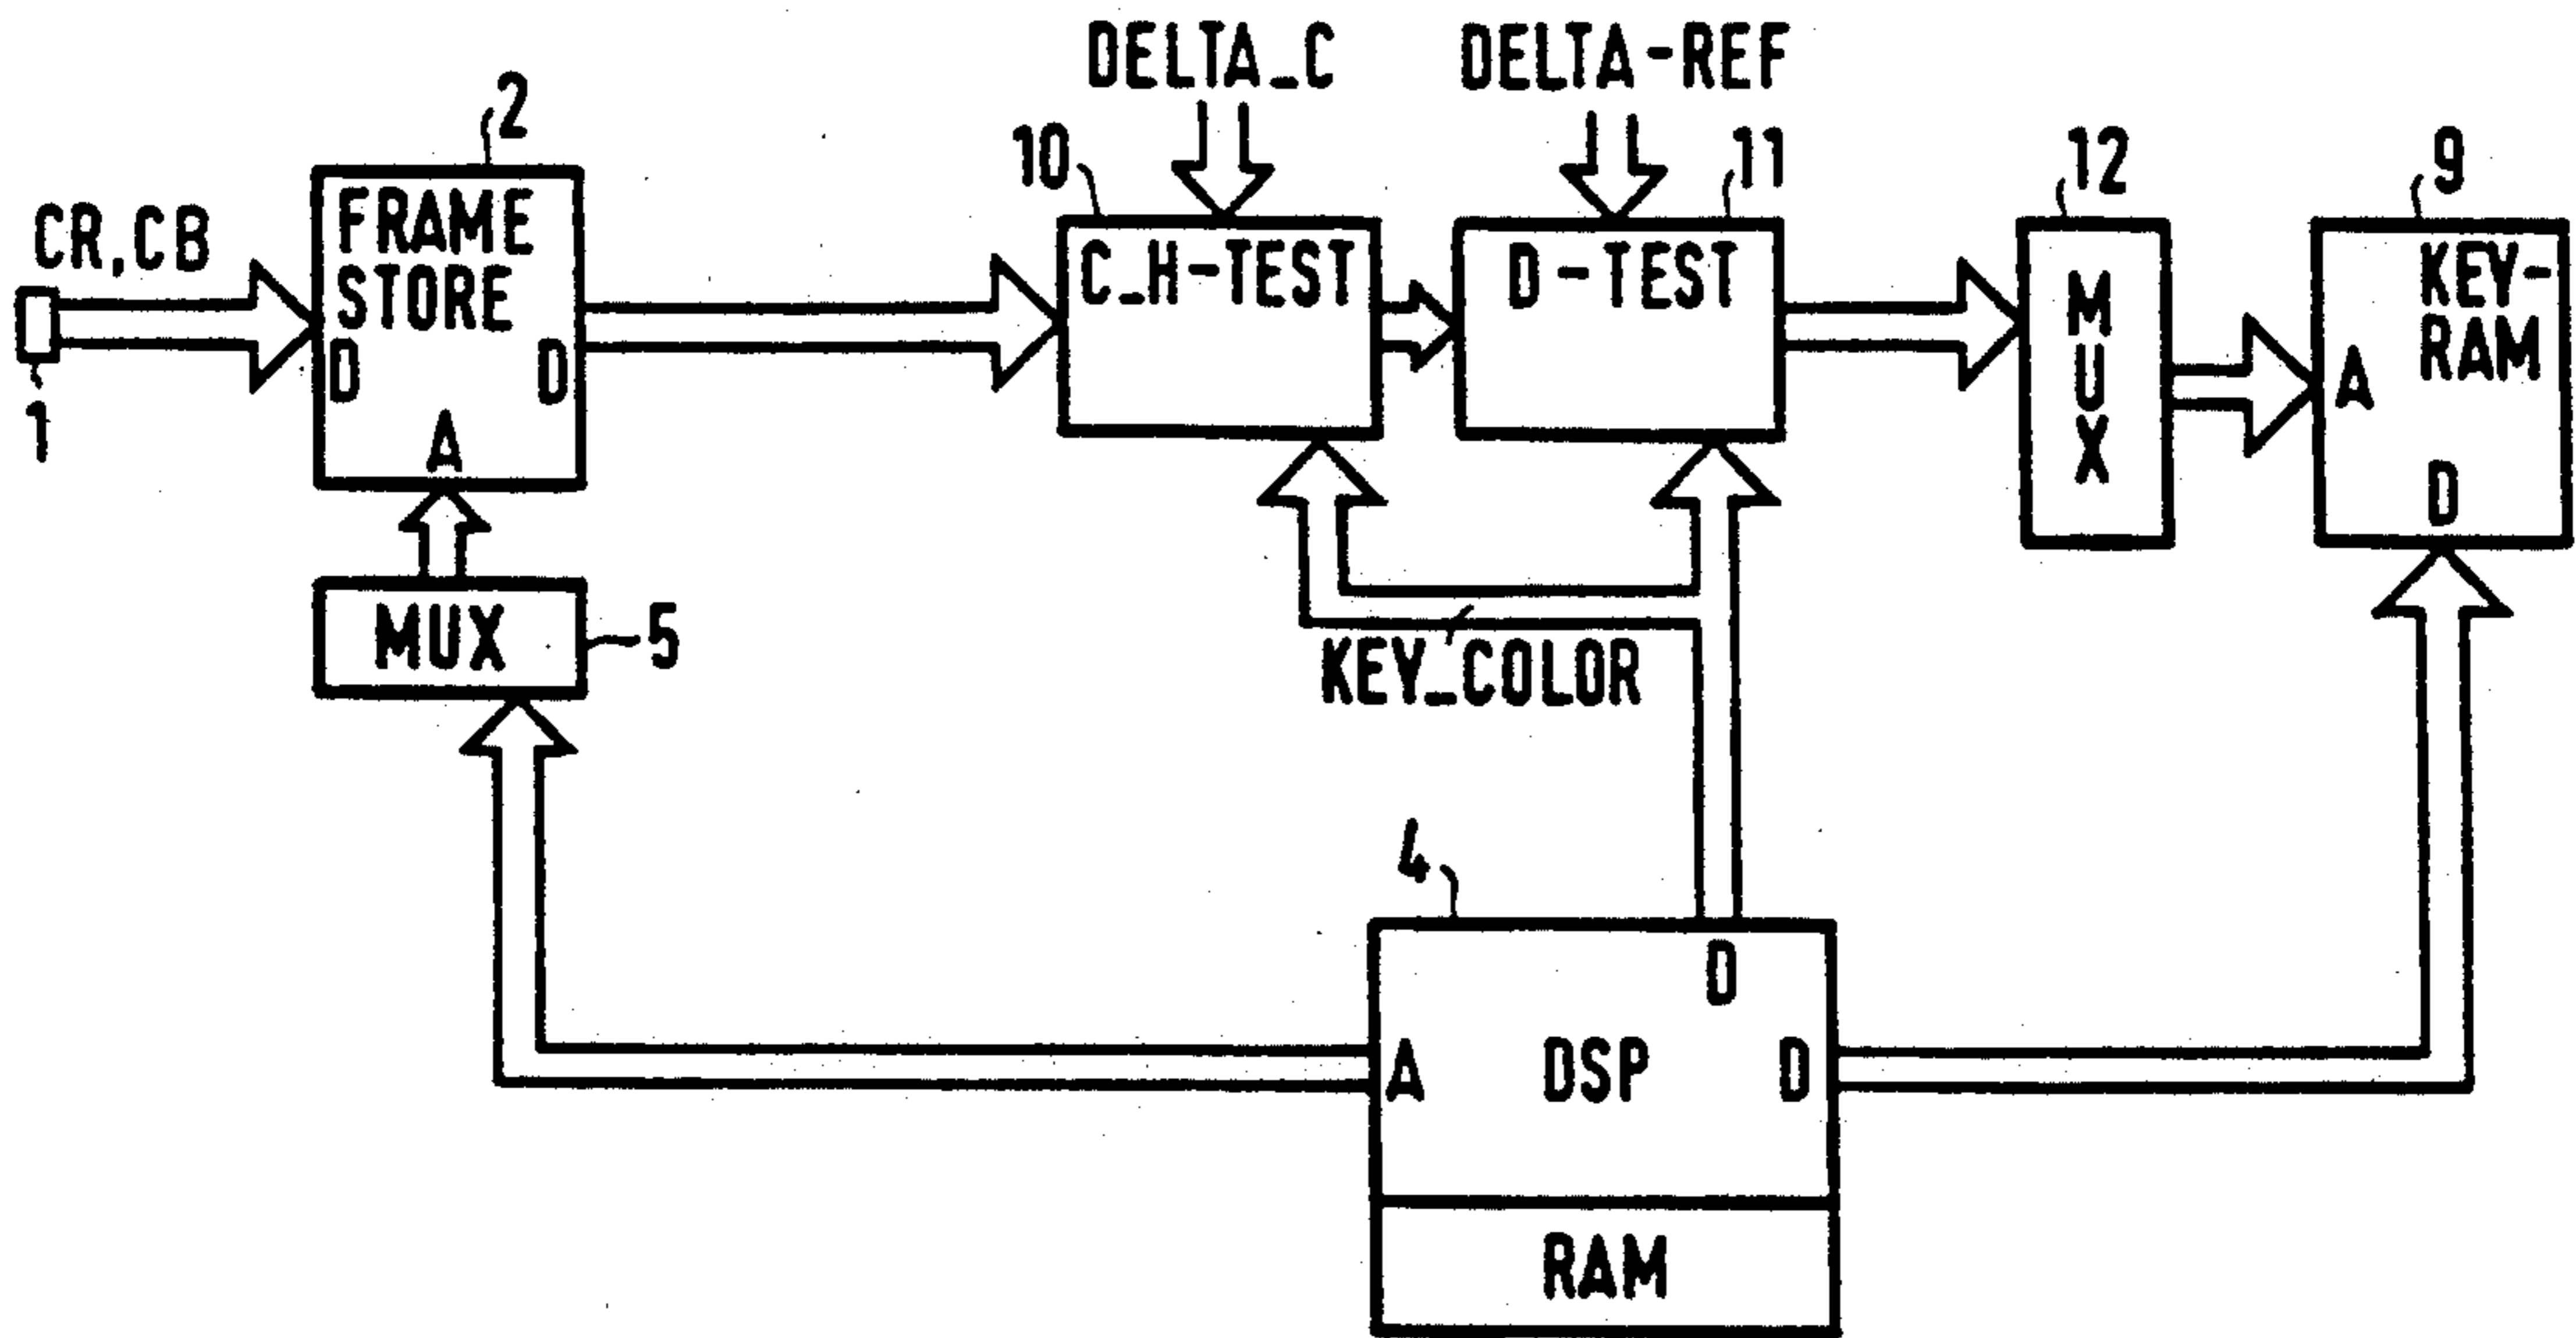 DELTA_C
DELTA-REF
2
10
11
12
9
CR,CB
FRAME
STORE
D
D
A
C_H-TEST
D-TEST
MUX
KEY-
RAM
A
D
1
MUX
5
KEY_COLOR
4
D
A
DSP
D
RAM